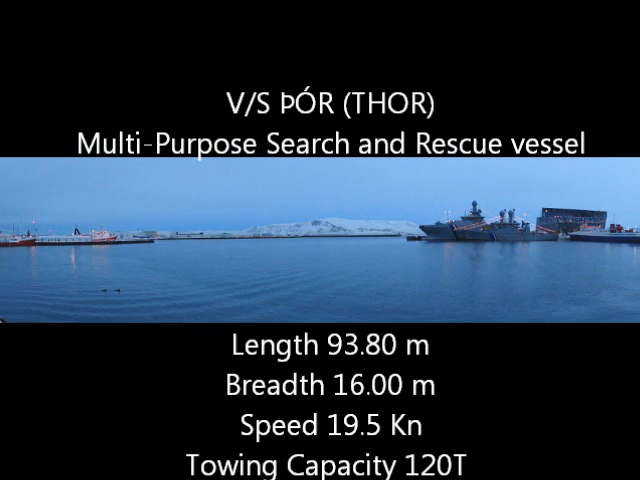 V/S ÞÓR (THOR)
Multi-Purpose Search and Rescue vessel
Length 93.80 m
Breadth 16.00 m
Speed 19.5 Kn
Towing Capacity 120T